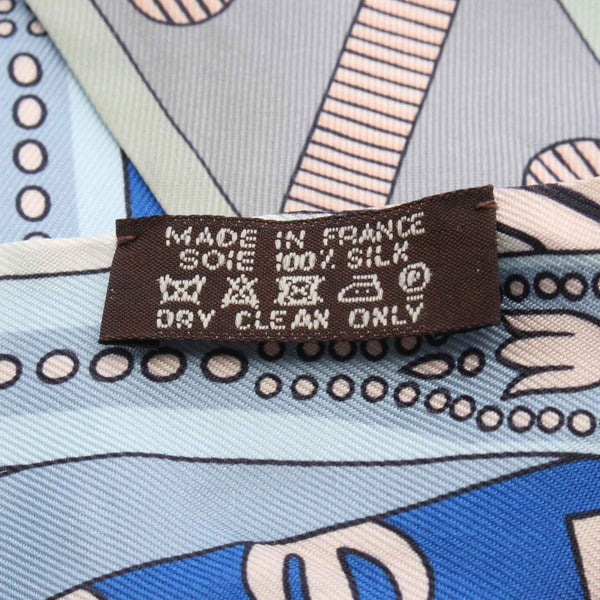 MADE IN FRANCE
SOIE 100% SILK
DRY CLEAN ONLY